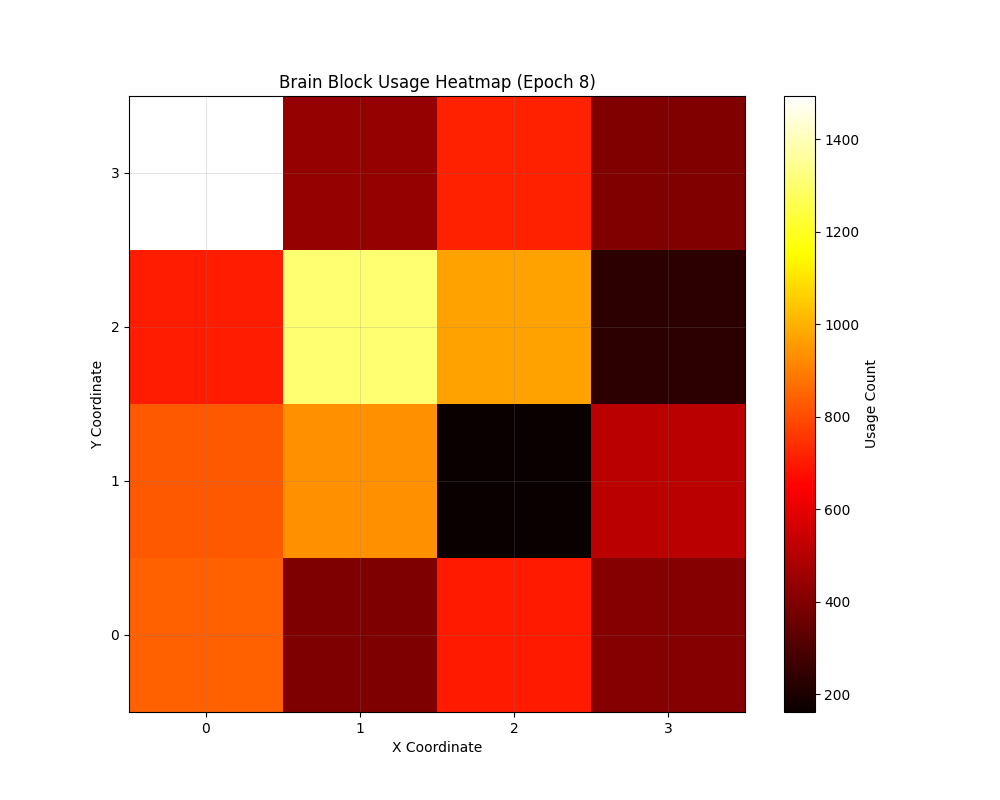 Brain Block Usage Heatmap (Epoch 8)
3
2
1
0
Y Coordinate
0 1 2 3
X Coordinate
1400
1200
1000
800
600
400
200
Usage Count